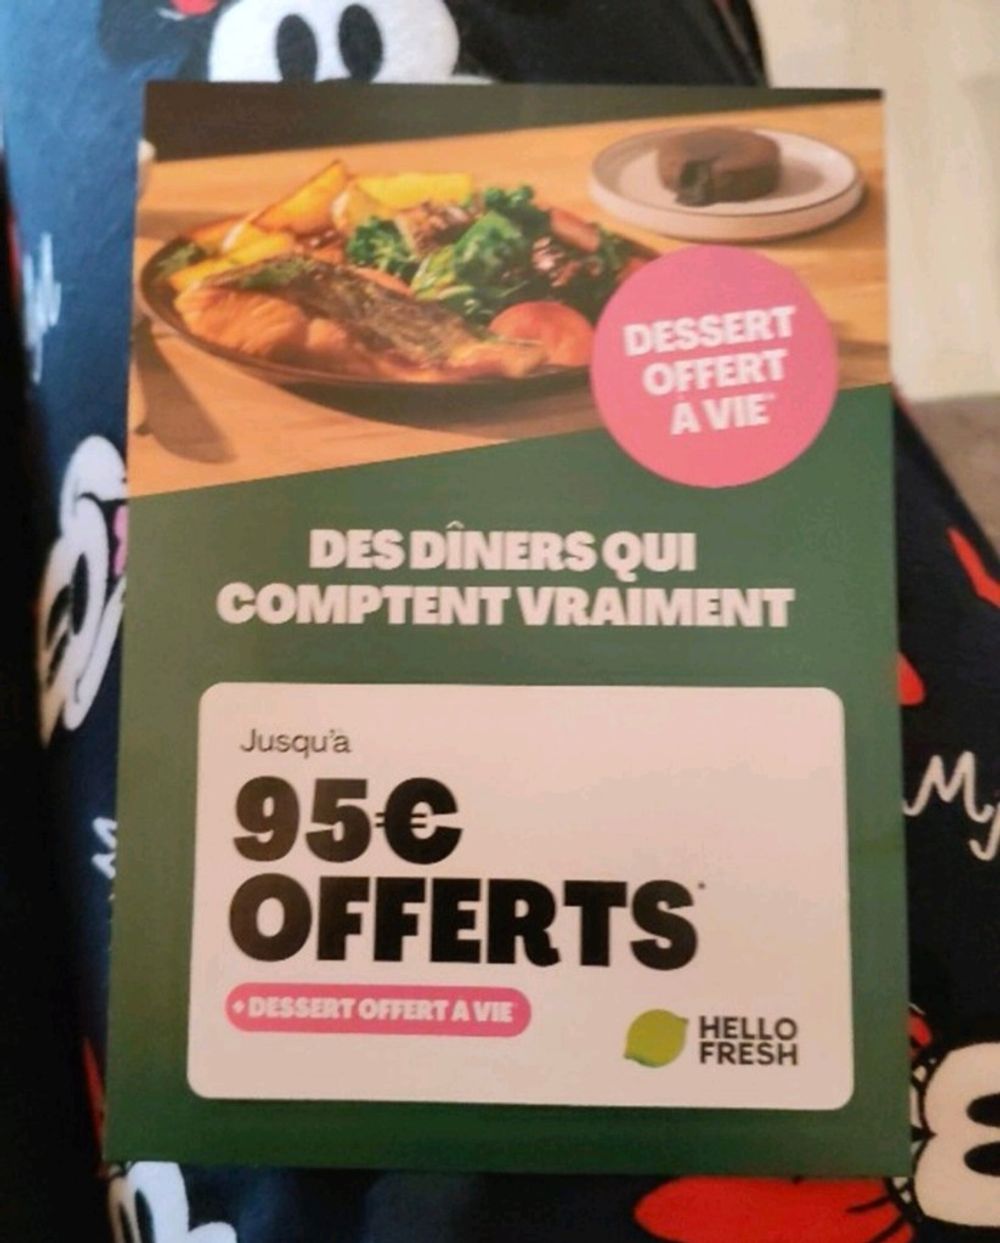 DESSERT
OFFERT
À VIE*
DES DÎNERS QUI
COMPTENT VRAIMENT
Jusqu'à
95€
OFFERTS*
+ DESSERT OFFERT A VIE
HELLO
FRESH